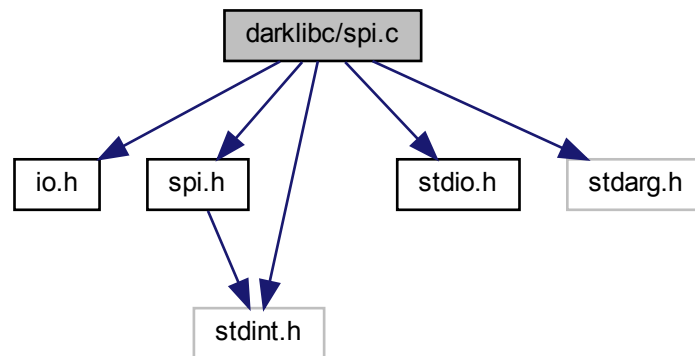 darklibc/spi.c
io.h
spi.h
stdio.h
stdarg.h
stdint.h